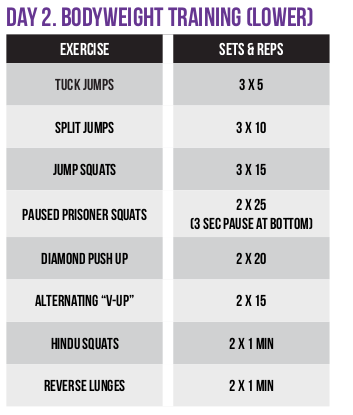 DAY 2. BODYWEIGHT TRAINING (LOWER)
EXERCISE SETS & REPS
TUCK JUMPS 3 X 5
SPLIT JUMPS 3 X 10
JUMP SQUATS 3 X 15
PAUSED PRISONER SQUATS 2 X 25
(3 SEC PAUSE AT BOTTOM)
DIAMOND PUSH UP 2 X 20
ALTERNATING “V-UP” 2 X 15
HINDU SQUATS 2 X 1 MIN
REVERSE LUNGES 2 X 1 MIN